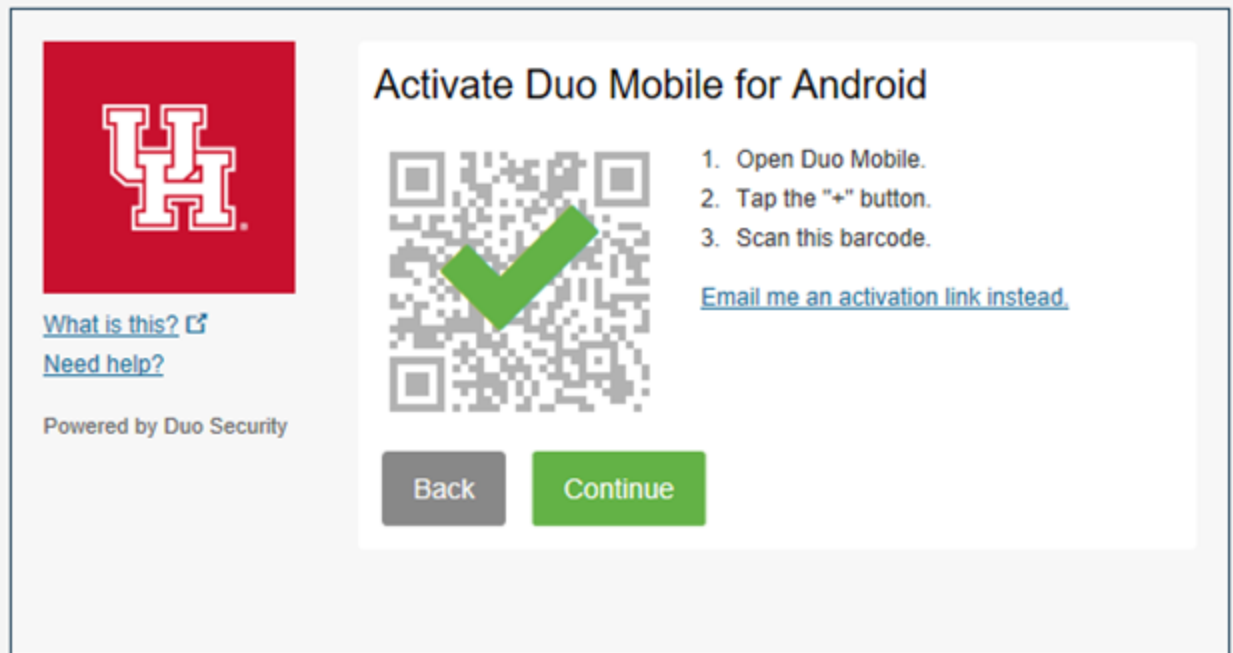 UH®
What is this?
Need help?
Powered by Duo Security
Activate Duo Mobile for Android
1. Open Duo Mobile.
2. Tap the "+" button.
3. Scan this barcode.
Email me an activation link instead.
Back
Continue